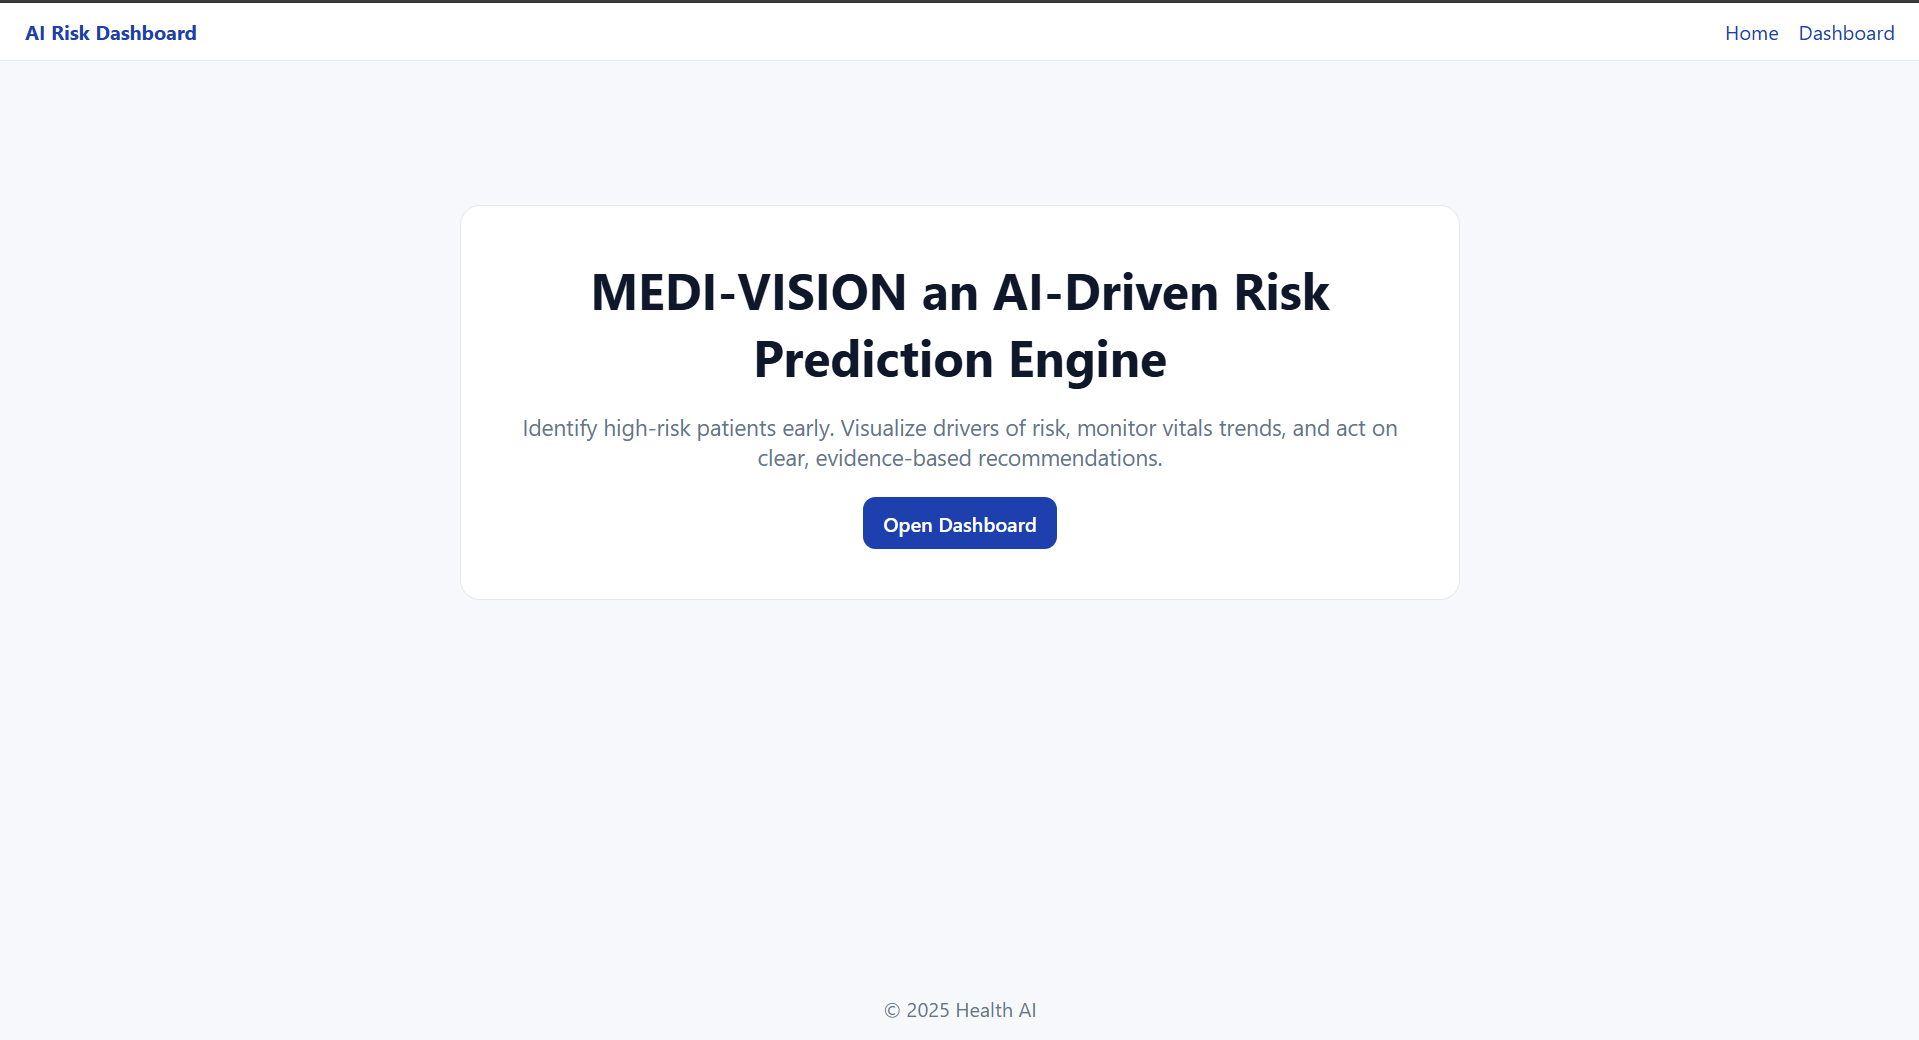 AI Risk Dashboard
Home Dashboard
MEDI-VISION an AI-Driven Risk
Prediction Engine
Identify high-risk patients early. Visualize drivers of risk, monitor vitals trends, and act on
clear, evidence-based recommendations.
Open Dashboard
© 2025 Health AI